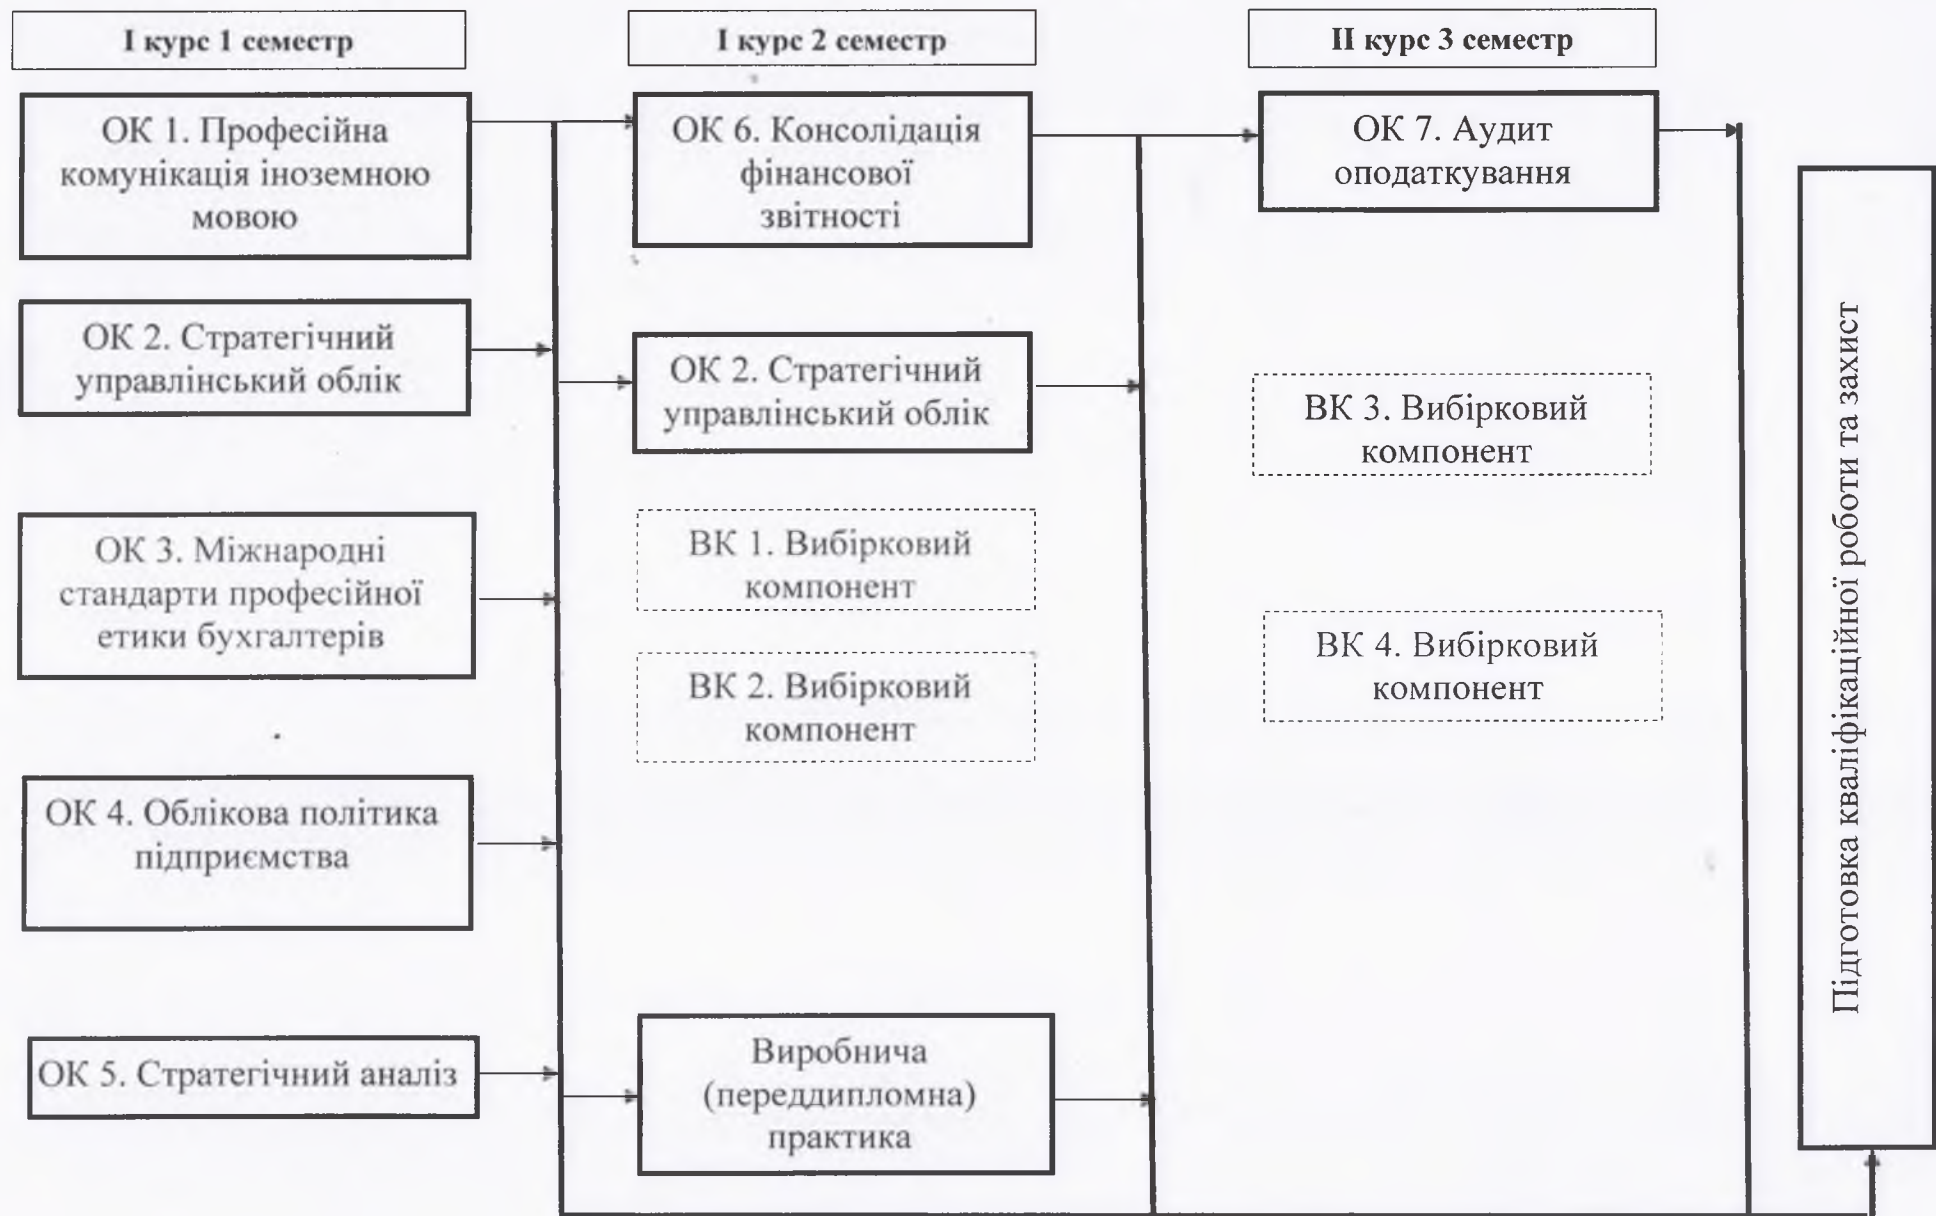 І курс 1 семестр
ОК 1. Професійна
комунікація іноземною
мовою
ОК 2. Стратегічний
управлінський облік
ОК 3. Міжнародні
стандарти професійної
етики бухгалтерів
ОК 4. Облікова політика
підприємства
ОК 5. Стратегічний аналіз
І курс 2 семестр
ОК 6. Консолідація
фінансової
звітності
ОК 2. Стратегічний
управлінський облік
ВК 1. Вибірковий
компонент
ВК 2. Вибірковий
компонент
Виробнича
(переддипломна)
практика
ІІ курс 3 семестр
ОК 7. Аудит
оподаткування
ВК 3. Вибірковий
компонент
ВК 4. Вибірковий
компонент
Підготовка кваліфікаційної роботи та захист